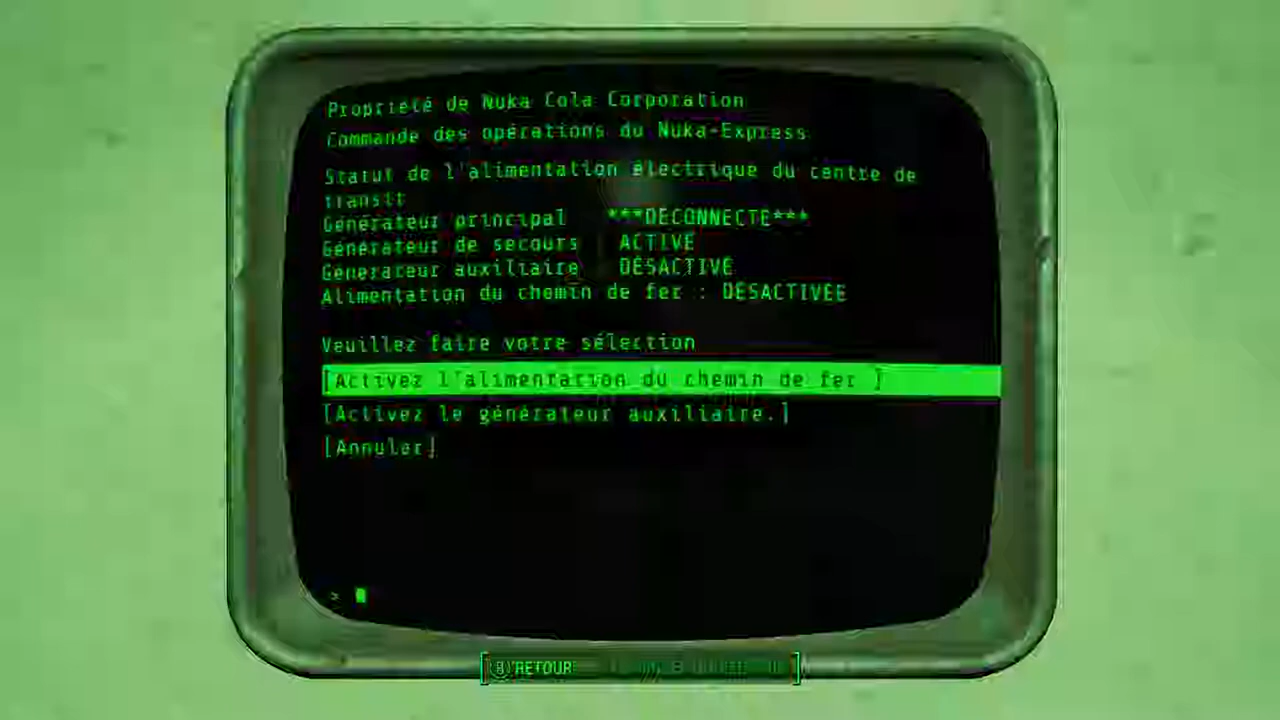 Propriété de Nuka Cola Corporation
Commande des opérations du Nuka-Express
Statut de l'alimentation électrique du centre de
transit
Générateur principal ***DECONNECTE***
Générateur de secours ACTIVÉ
Générateur auxiliaire DÉSACTIVÉ
Alimentation du chemin de fer : DÉSACTIVÉE
Veuillez faire votre sélection
[Activez l'alimentation du chemin de fer ]
[Activez le générateur auxiliaire.]
[Annuler]
>
B) RETOUR